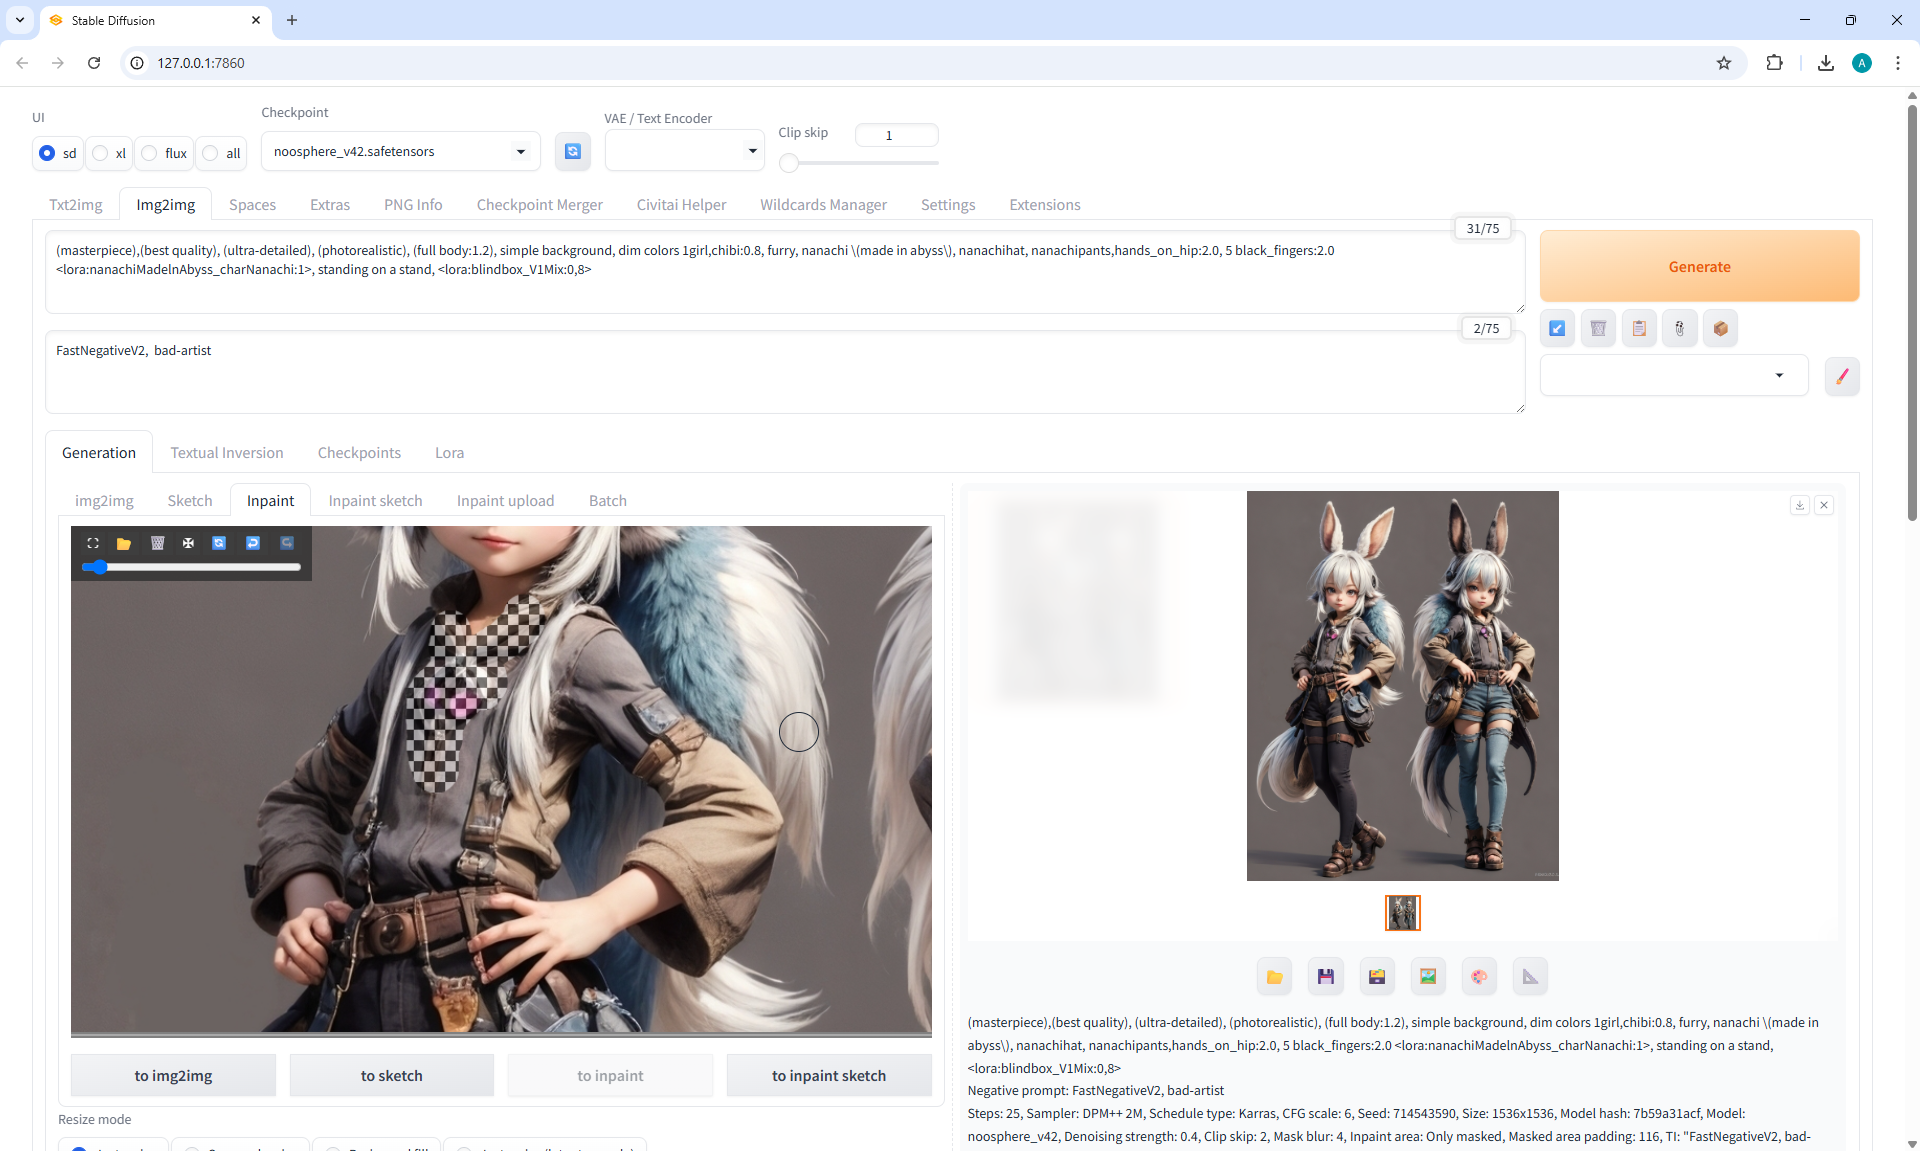 Stable Diffusion
127.0.0.1:7860
A
UI
sd
xl
flux
all
Checkpoint
noosphere_v42.safetensors
VAE / Text Encoder
Clip skip
1
Txt2img
Img2img
Spaces
Extras
PNG Info
Checkpoint Merger
Civitai Helper
Wildcards Manager
Settings
Extensions
31/75
(masterpiece),(best quality), (ultra-detailed), (photorealistic), (full body:1.2), simple background, dim colors 1girl,chibi:0.8, furry, nanachi \(made in abyss\), nanachihat, nanachipants,hands_on_hip:2.0, 5 black_fingers:2.0
<lora:nanachiMadeInAbyss_charNanachi:1>, standing on a stand, <lora:blindbox_V1Mix:0,8>
Generate
2/75
FastNegativeV2, bad-artist
Generation
Textual Inversion
Checkpoints
Lora
img2img
Sketch
Inpaint
Inpaint sketch
Inpaint upload
Batch
to img2img
to sketch
to inpaint
to inpaint sketch
Resize mode
(masterpiece),(best quality), (ultra-detailed), (photorealistic), (full body:1.2), simple background, dim colors 1girl,chibi:0.8, furry, nanachi \(made in
abyss\), nanachihat, nanachipants,hands_on_hip:2.0, 5 black_fingers:2.0 <lora:nanachiMadeInAbyss_charNanachi:1>, standing on a stand,
<lora:blindbox_V1Mix:0,8>
Negative prompt: FastNegativeV2, bad-artist
Steps: 25, Sampler: DPM++ 2M, Schedule type: Karras, CFG scale: 6, Seed: 714543590, Size: 1536x1536, Model hash: 7b59a31acf, Model:
noosphere_v42, Denoising strength: 0.4, Clip skip: 2, Mask blur: 4, Inpaint area: Only masked, Masked area padding: 116, TI: "FastNegativeV2, bad-